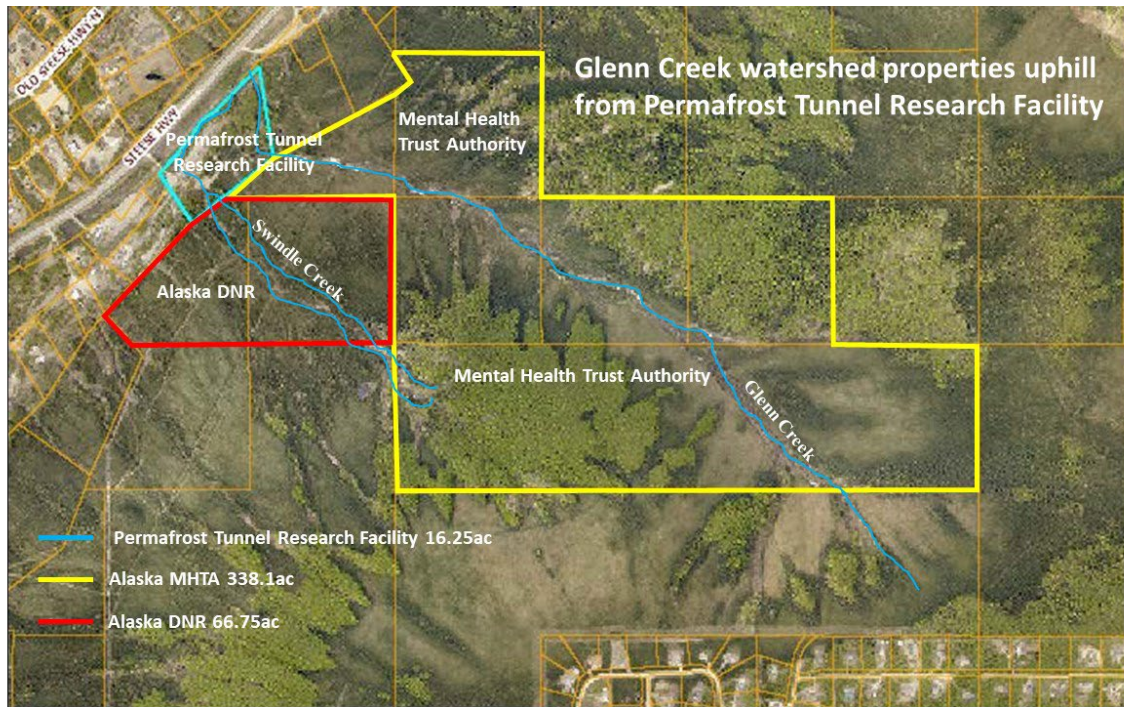 OLD STEESE HWY N
STEESE HWY
Glenn Creek watershed properties uphill
from Permafrost Tunnel Research Facility
Mental Health
Trust Authority
Permafrost Tunnel
Research Facility
Swindle Creek
Alaska DNR
Mental Health Trust Authority
Glenn Creek
Permafrost Tunnel Research Facility 16.25ac
Alaska MHTA 338.1ac
Alaska DNR 66.75ac